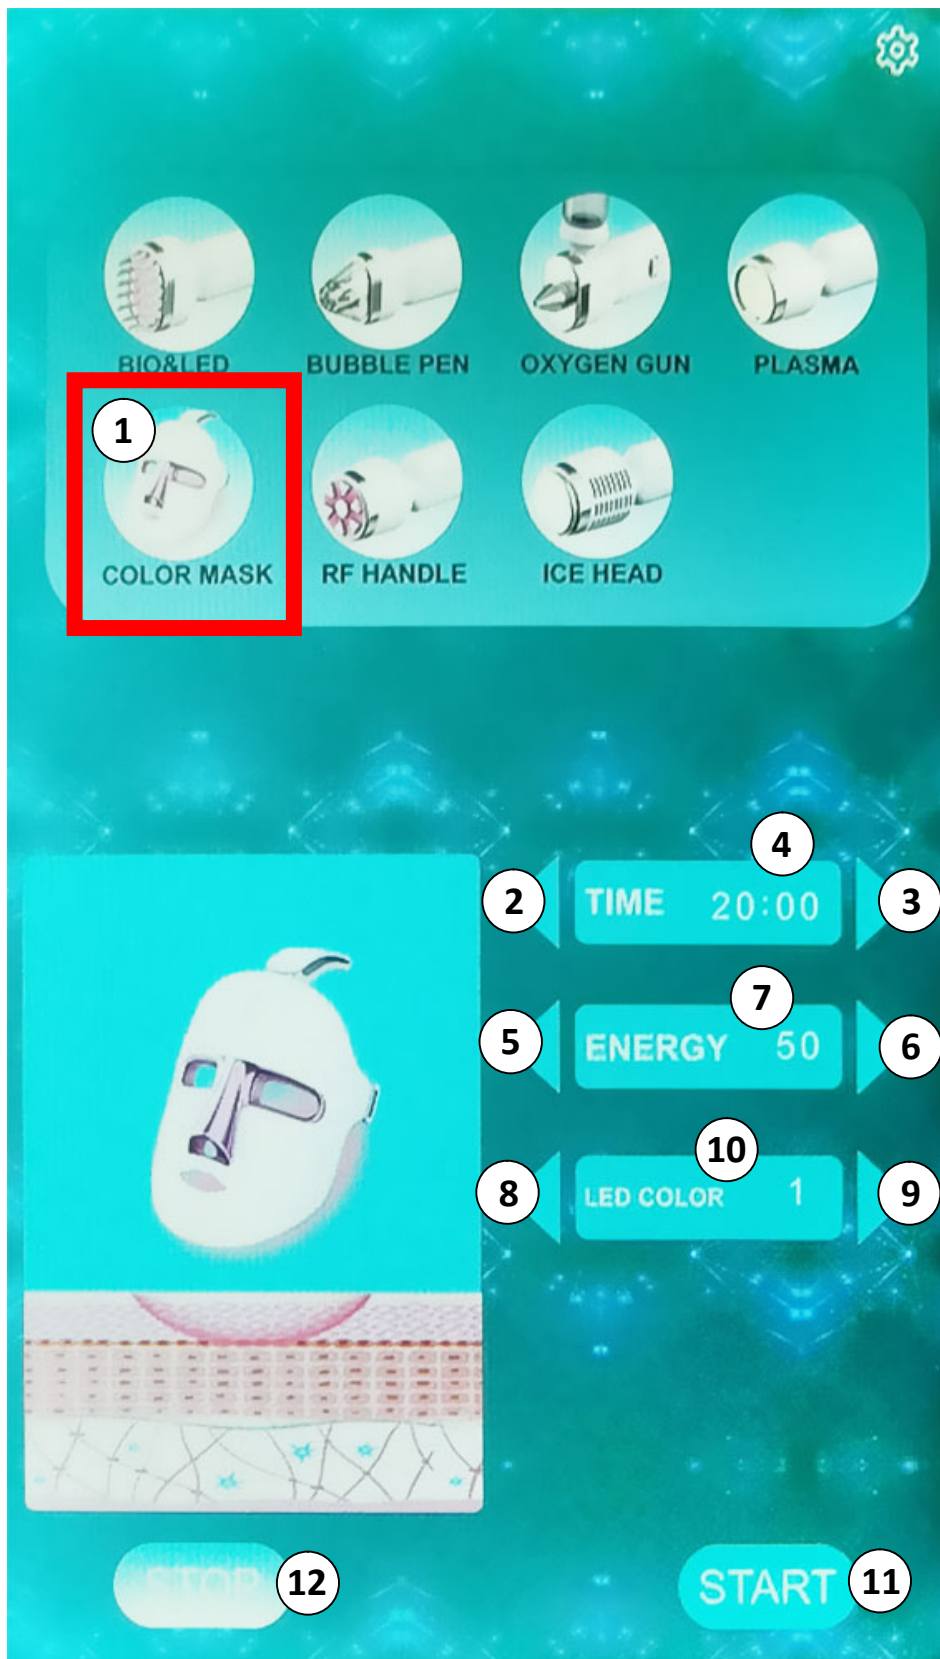 BIO&LED
BUBBLE PEN
OXYGEN GUN
PLASMA
1
COLOR MASK
RF HANDLE
ICE HEAD
4
2
TIME 20:00
3
7
5
ENERGY 50
6
10
8
LED COLOR 1
9
STOP
12
START
11